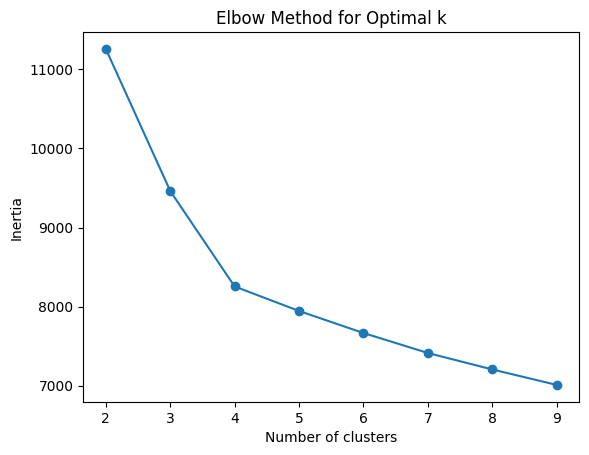 Elbow Method for Optimal k
11000
10000
9000
8000
7000
Inertia
2 3 4 5 6 7 8 9
Number of clusters